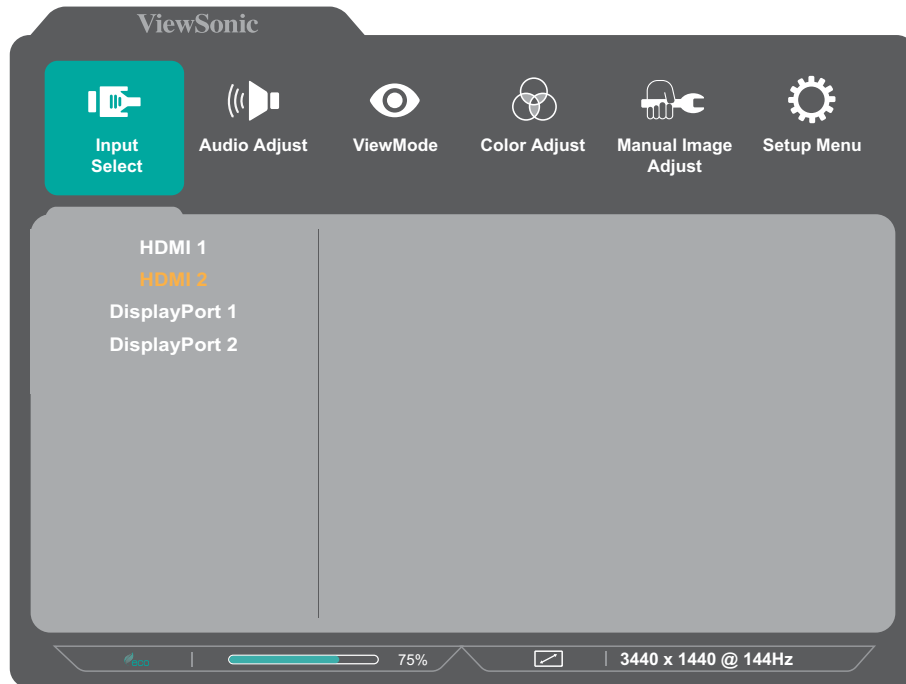 ViewSonic
Input
Select
Audio Adjust
ViewMode
Color Adjust
Manual Image
Adjust
Setup Menu
HDMI 1
HDMI 2
DisplayPort 1
DisplayPort 2
eco
75%
3440 x 1440 @ 144Hz